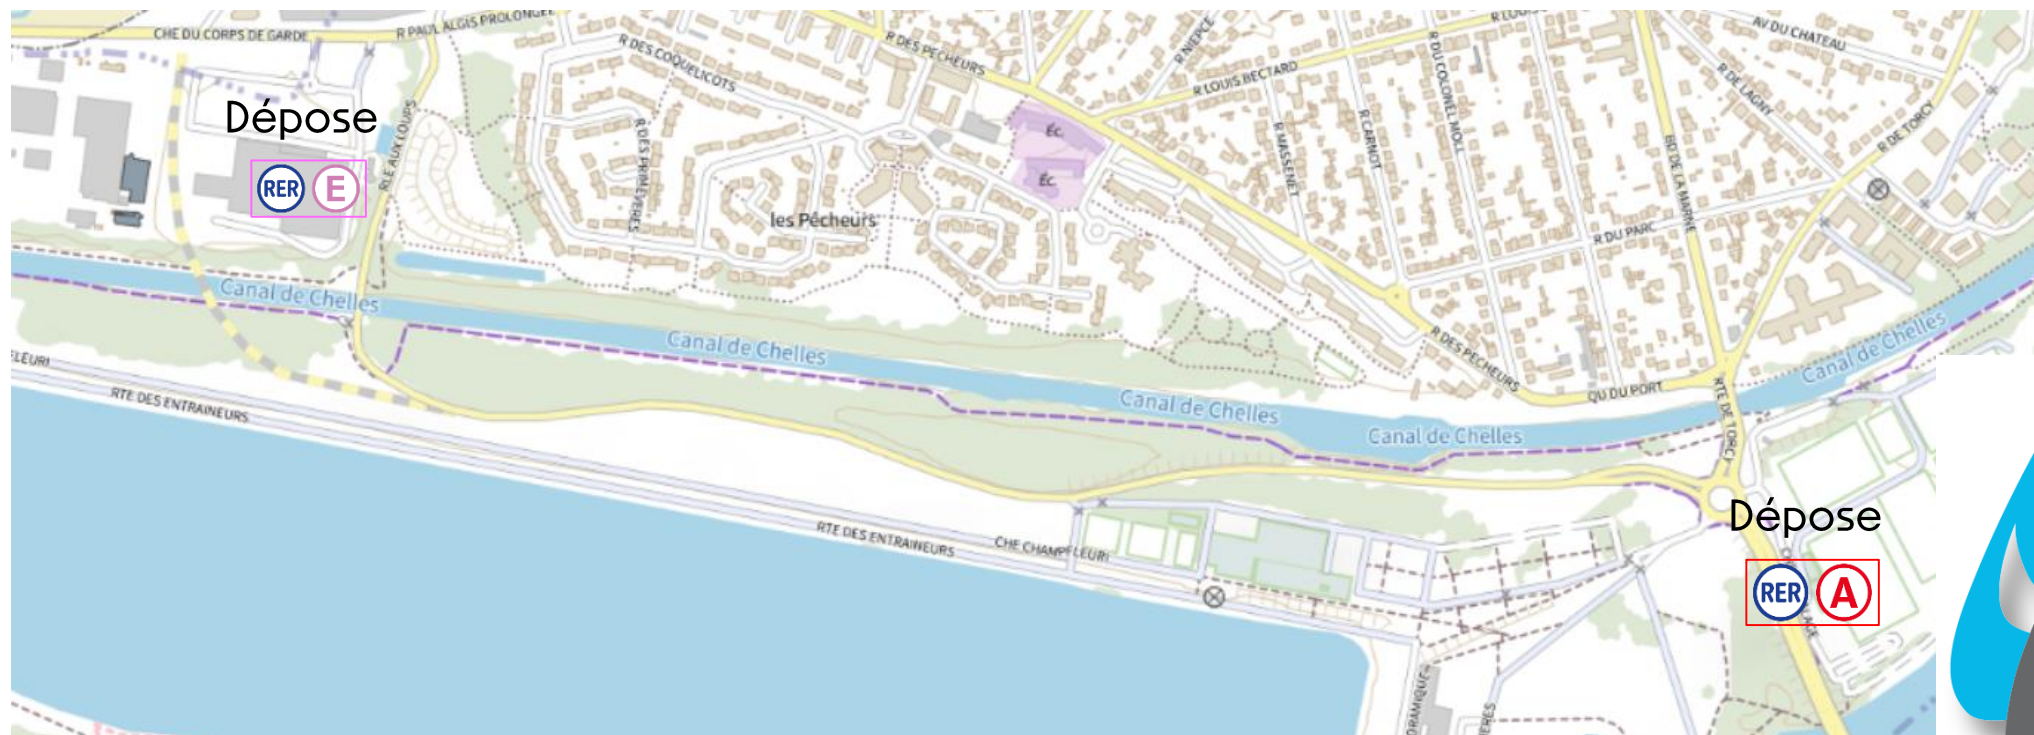 CHE DU CORPS DE GARDE
R PAUL ALGIS PROLONGEE
R DES COQUELICOTS
R DES PECHEURS
R NIEPCE
R LOUIS BECTARD
R DU COLONEL MOLL
AV DU CHATEAU
R DE LAGNY
R DE TORCY
Dépose
RER E
RLE AUX LOUPS
R DES PRIMEVERES
les Pêcheurs
Éc.
Éc.
R MASSENET
R CARNOT
BD DE LA MARNE
R DU PARC
Canal de Chelles
Canal de Chelles
Canal de Chelles
Canal de Chelles
Canal de Chelles
R DES PECHEURS
QU DU PORT
RTE DE TORCY
FLEURI
RTE DES ENTRAINEURS
RTE DES ENTRAINEURS
CHE CHAMPFLEURI
Dépose
RER A